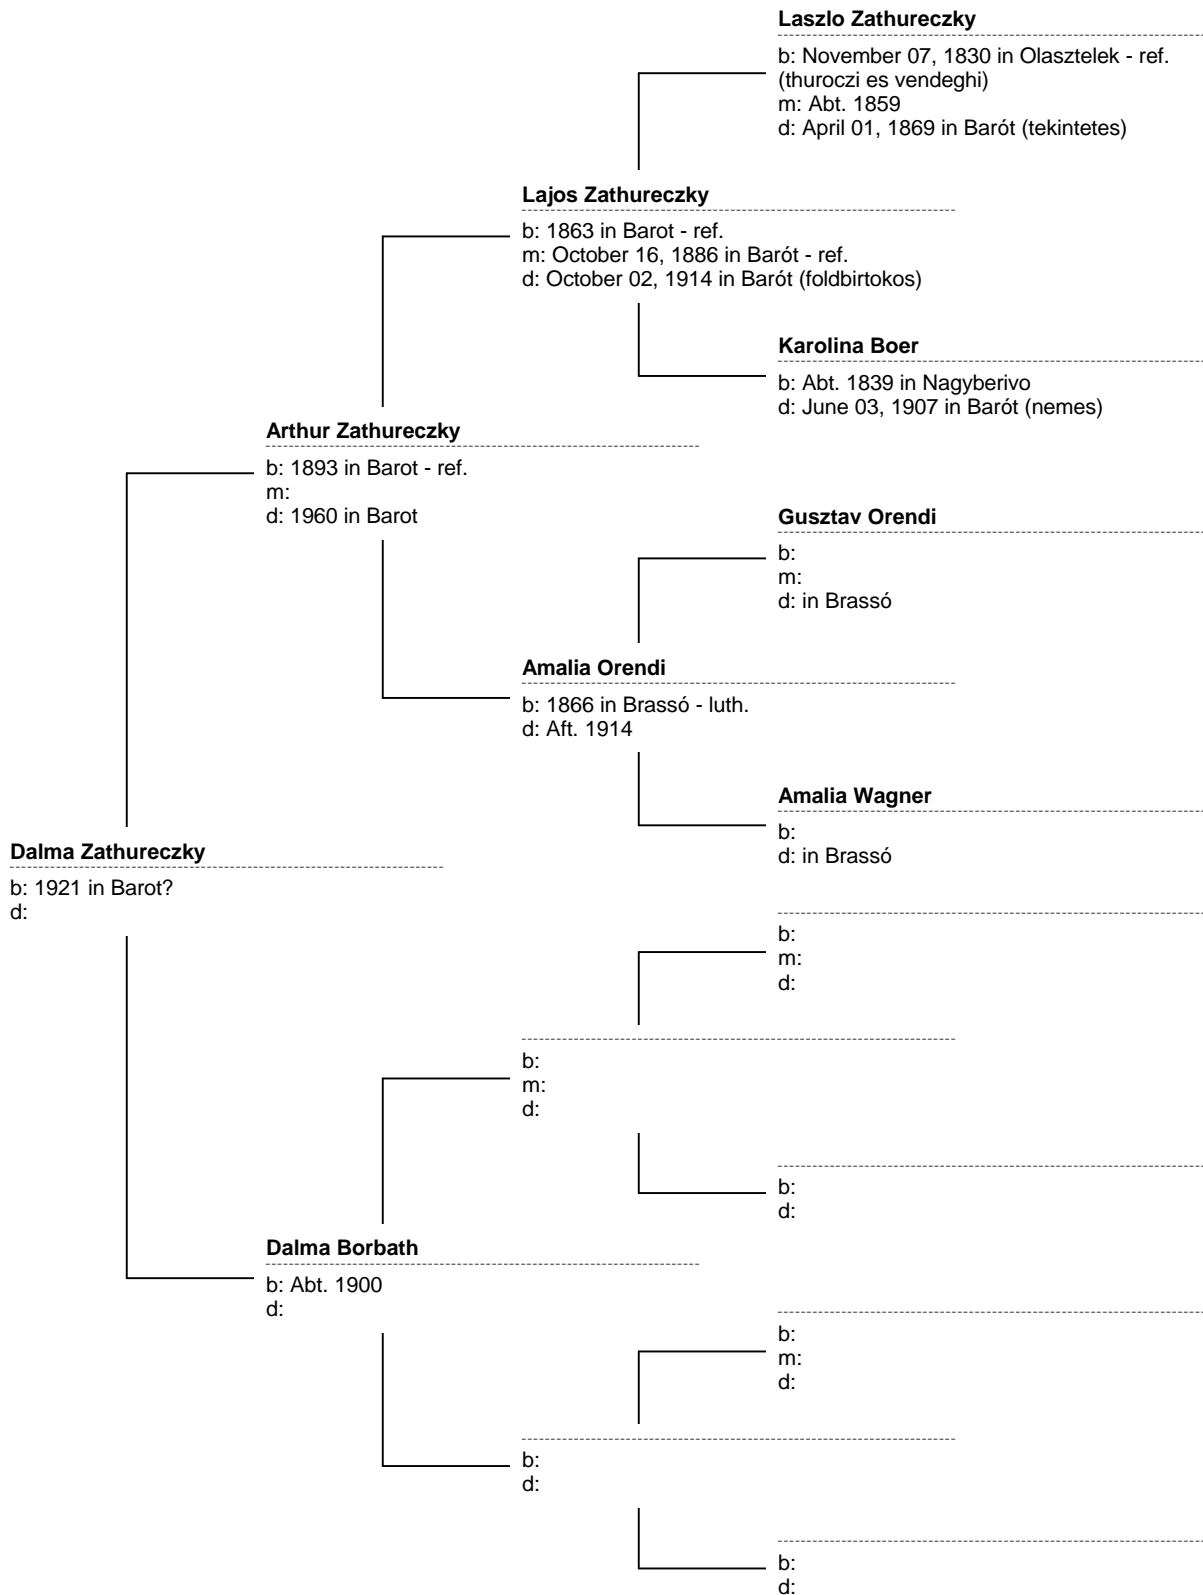 Laszlo Zathureczky
b: November 07, 1830 in Olasztelek - ref.
(thuroczi es vendeghi)
m: Abt. 1859
d: April 01, 1869 in Barót (tekintetes)
Lajos Zathureczky
b: 1863 in Barot - ref.
m: October 16, 1886 in Barót - ref.
d: October 02, 1914 in Barót (foldbirtokos)
Karolina Boer
b: Abt. 1839 in Nagyberivo
d: June 03, 1907 in Barót (nemes)
Arthur Zathureczky
b: 1893 in Barot - ref.
m:
d: 1960 in Barot
Gusztav Orendi
b:
m:
d: in Brassó
Amalia Orendi
b: 1866 in Brassó - luth.
d: Aft. 1914
Amalia Wagner
b:
d: in Brassó
Dalma Zathureczky
b: 1921 in Barot?
d:
b:
m:
d:
b:
m:
d:
b:
d:
Dalma Borbath
b: Abt. 1900
d:
b:
m:
d:
b:
d:
b:
d: